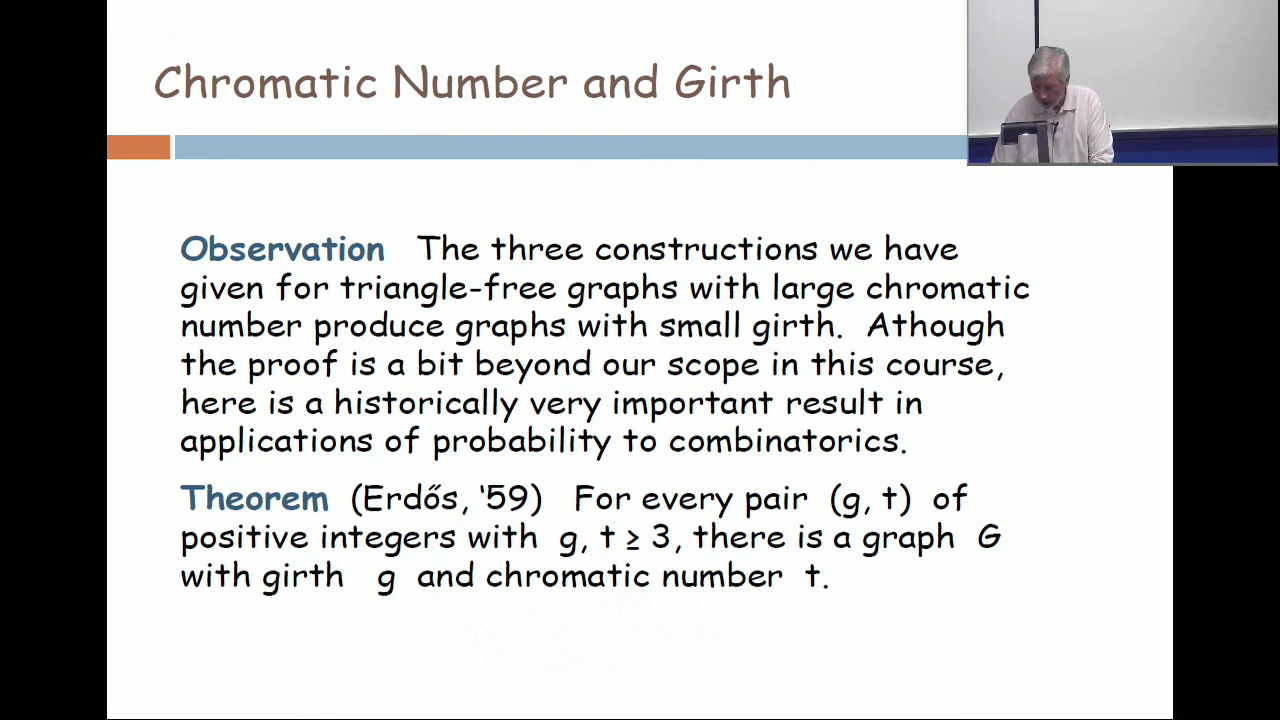 Chromatic Number and Girth
Observation The three constructions we have
given for triangle-free graphs with large chromatic
number produce graphs with small girth. Athough
the proof is a bit beyond our scope in this course,
here is a historically very important result in
applications of probability to combinatorics.
Theorem (Erdős, ‘59) For every pair (g, t) of
positive integers with g, t ≥ 3, there is a graph G
with girth g and chromatic number t.